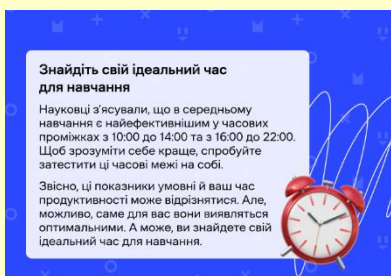 Знайдіть свій ідеальний час
для навчання
Науковці з'ясували, що в середньому
навчання є найефективнішим у часових
проміжках з 10:00 до 14:00 та з 16:00 до 22:00.
Щоб зрозуміти себе краще, спробуйте
затестити ці часові межі на собі.
Звісно, ці показники умовні й ваш час
продуктивності може відрізнятися. Але,
можливо, саме для вас вони виявляться
оптимальними. А може, ви знайдете свій
ідеальний час для навчання.